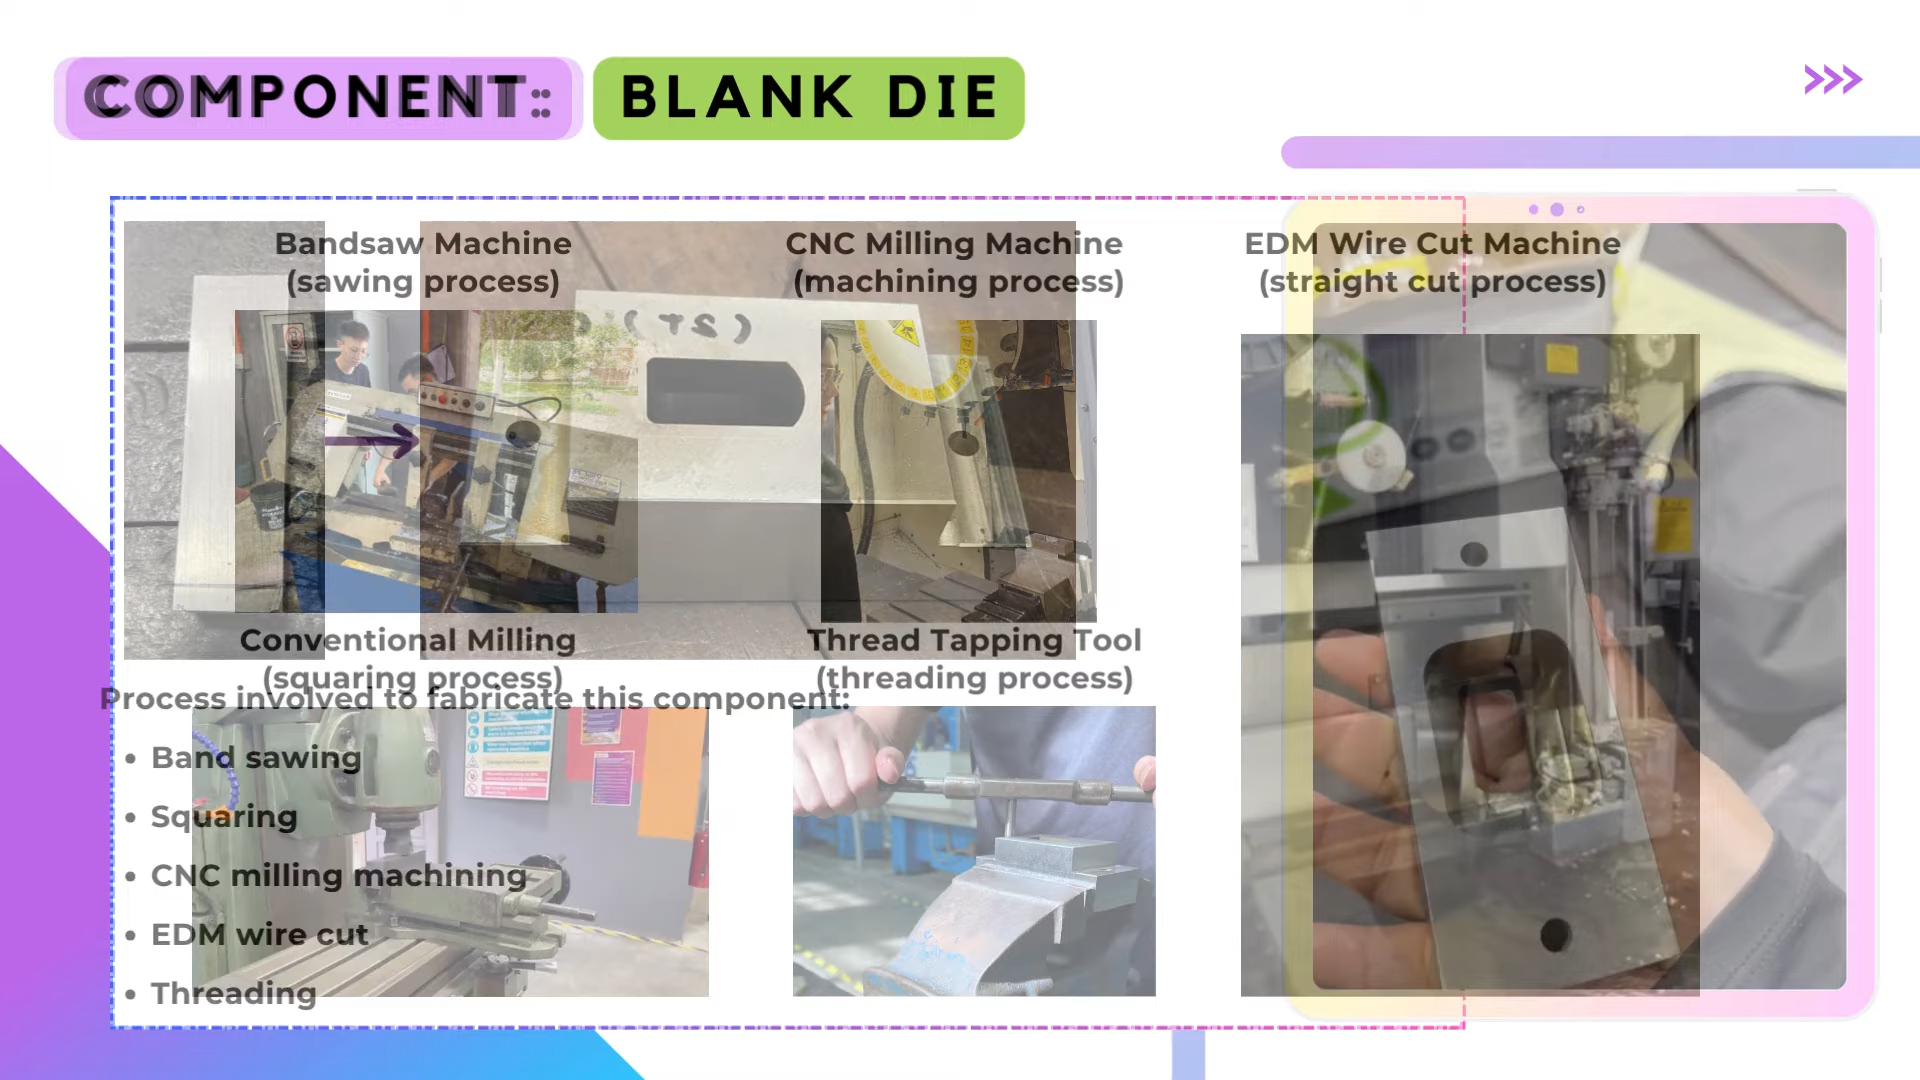 COMPONENT:
BLANK DIE
Bandsaw Machine
(sawing process)
CNC Milling Machine
(machining process)
EDM Wire Cut Machine
(straight cut process)
Conventional Milling
(squaring process)
Thread Tapping Tool
(threading process)
Process involved to fabricate this component:
• Band sawing
• Squaring
• CNC milling machining
• EDM wire cut
• Threading